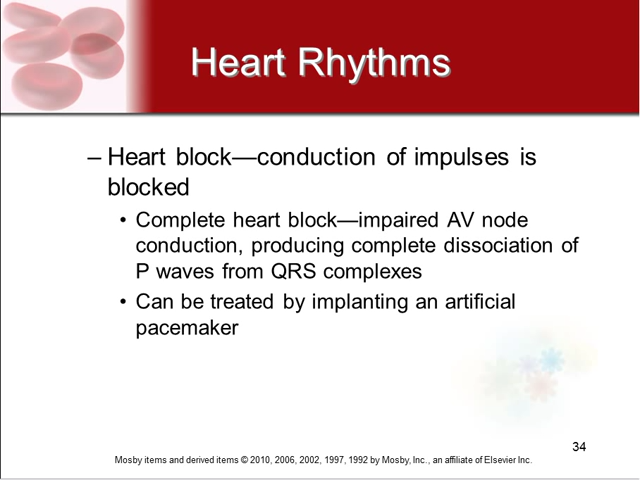 Heart Rhythms
– Heart block—conduction of impulses is
blocked
• Complete heart block—impaired AV node
conduction, producing complete dissociation of
P waves from QRS complexes
• Can be treated by implanting an artificial
pacemaker
34
Mosby items and derived items © 2010, 2006, 2002, 1997, 1992 by Mosby, Inc., an affiliate of Elsevier Inc.